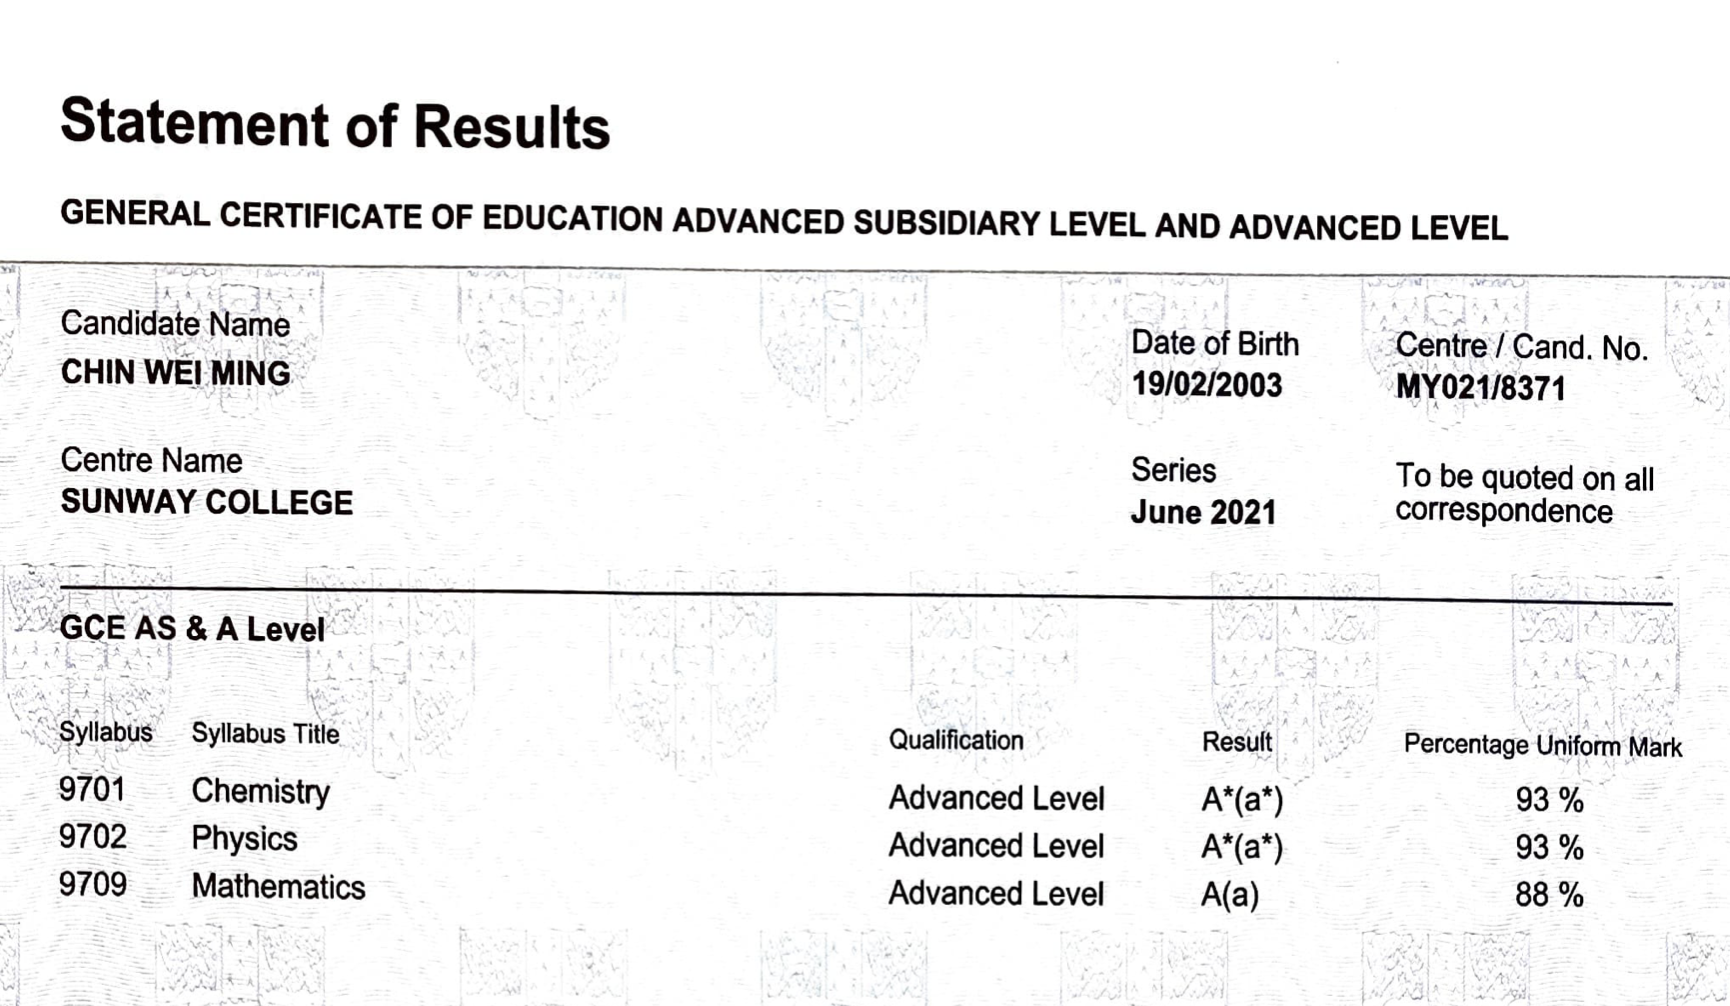 Statement of Results
GENERAL CERTIFICATE OF EDUCATION ADVANCED SUBSIDIARY LEVEL AND ADVANCED LEVEL
Candidate Name
CHIN WEI MING
Date of Birth
19/02/2003
Centre / Cand. No.
MY021/8371
Centre Name
SUNWAY COLLEGE
Series
June 2021
To be quoted on all
correspondence
GCE AS & A Level
Syllabus Syllabus Title Qualification Result Percentage Uniform Mark
9701 Chemistry Advanced Level A*(a*) 93 %
9702 Physics Advanced Level A*(a*) 93 %
9709 Mathematics Advanced Level A(a) 88 %